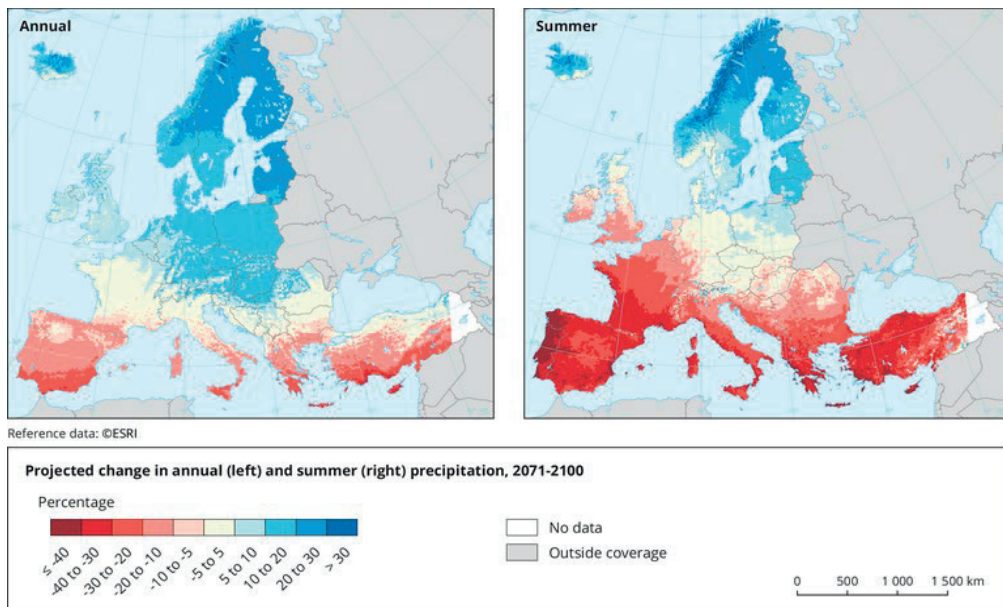 Annual
Summer
Reference data: ©ESRI
Projected change in annual (left) and summer (right) precipitation, 2071-2100
Percentage
≤ -40
-40 to -30
-30 to -20
-20 to -10
-10 to -5
-5 to 5
5 to 10
10 to 20
20 to 30
> 30
No data
Outside coverage
0 500 1 000 1 500 km